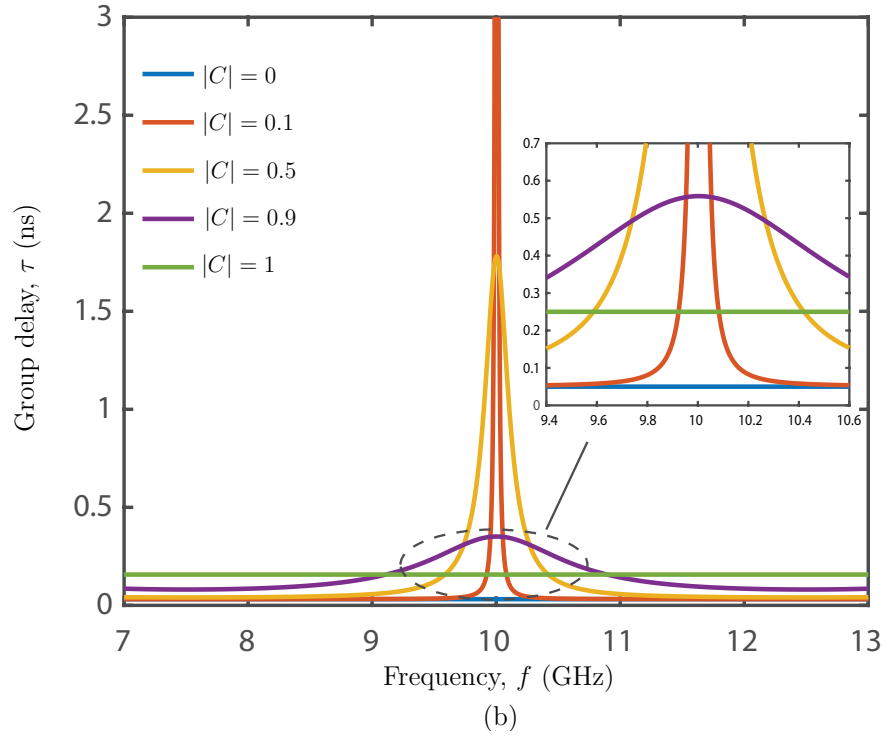 3
2.5
2
1.5
1
0.5
0
Group delay, τ (ns)
|C| = 0
|C| = 0.1
|C| = 0.5
|C| = 0.9
|C| = 1
0.7
0.6
0.5
0.4
0.3
0.2
0.1
0
9.4 9.6 9.8 10 10.2 10.4 10.6
7 8 9 10 11 12 13
Frequency, f (GHz)
(b)